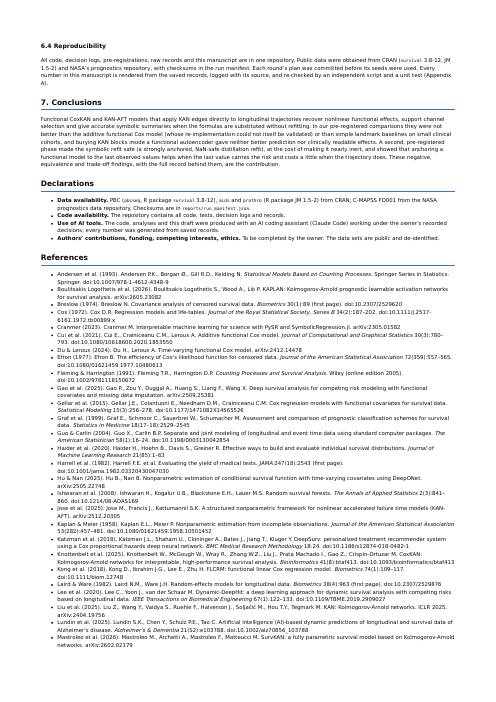 6.4 Reproducibility
All code, decision logs, pre-registrations, raw records and this manuscript are in one repository. Public data were obtained from CRAN (survival 3.8-12, JM
1.5-2) and NASA's prognostics repository, with checksums in the run manifest. Each round's plan was committed before its seeds were used. Every
number in this manuscript is rendered from the saved records, logged with its source, and re-checked by an independent script and a unit test (Appendix
A).
7. Conclusions
Functional CoxKAN and KAN-AFT models that apply KAN edges directly to longitudinal trajectories recover nonlinear functional effects, support channel
selection and give accurate symbolic summaries when the formulas are substituted without refitting. In our pre-registered comparisons they were not
better than the additive functional Cox model (whose re-implementation could not itself be validated) or than simple landmark baselines on small clinical
cohorts, and burying KAN blocks inside a functional autoencoder gave neither better prediction nor clinically readable effects. A second, pre-registered
phase made the symbolic refit safe (a strongly anchored, NaN-safe distillation refit), at the cost of making it nearly inert, and showed that anchoring a
functional model to the last observed values helps when the last value carries the risk and costs a little when the trajectory does. These negative,
equivalence and trade-off findings, with the full record behind them, are the contribution.
Declarations
• Data availability. PBC (pbcseq, R package survival 3.8-12), aids and prothro (R package JM 1.5-2) from CRAN; C-MAPSS FD001 from the NASA
prognostics data repository. Checksums are in reports/run_manifest.json.
• Code availability. The repository contains all code, tests, decision logs and records.
• Use of AI tools. The code, analyses and this draft were produced with an AI coding assistant (Claude Code) working under the owner's recorded
decisions; every number was generated from saved records.
• Authors' contributions, funding, competing interests, ethics. To be completed by the owner. The data sets are public and de-identified.
References
• Andersen et al. (1993). Andersen P.K., Borgan Ø., Gill R.D., Keiding N. Statistical Models Based on Counting Processes. Springer Series in Statistics.
Springer. doi:10.1007/978-1-4612-4348-9
• Boulitsakis Logothetis et al. (2026). Boulitsakis Logothetis S., Wood A., Liò P. KAPLAN: Kolmogorov-Arnold prognostic learnable activation networks
for survival analysis. arXiv:2605.23082
• Breslow (1974). Breslow N. Covariance analysis of censored survival data. Biometrics 30(1):89 (first page). doi:10.2307/2529620
• Cox (1972). Cox D.R. Regression models and life-tables. Journal of the Royal Statistical Society, Series B 34(2):187–202. doi:10.1111/j.2517-
6161.1972.tb00899.x
• Cranmer (2023). Cranmer M. Interpretable machine learning for science with PySR and SymbolicRegression.jl. arXiv:2305.01582
• Cui et al. (2021). Cui E., Crainiceanu C.M., Leroux A. Additive functional Cox model. Journal of Computational and Graphical Statistics 30(3):780–
793. doi:10.1080/10618600.2020.1853550
• Du & Leroux (2024). Du H., Leroux A. Time-varying functional Cox model. arXiv:2412.14478
• Efron (1977). Efron B. The efficiency of Cox's likelihood function for censored data. Journal of the American Statistical Association 72(359):557–565.
doi:10.1080/01621459.1977.10480613
• Fleming & Harrington (1991). Fleming T.R., Harrington D.P. Counting Processes and Survival Analysis. Wiley (online edition 2005).
doi:10.1002/9781118150672
• Gao et al. (2025). Gao P., Zou Y., Duggal A., Huang S., Liang F., Wang X. Deep survival analysis for competing risk modeling with functional
covariates and missing data imputation. arXiv:2509.25381
• Gellar et al. (2015). Gellar J.E., Colantuoni E., Needham D.M., Crainiceanu C.M. Cox regression models with functional covariates for survival data.
Statistical Modelling 15(3):256–278. doi:10.1177/1471082X14565526
• Graf et al. (1999). Graf E., Schmoor C., Sauerbrei W., Schumacher M. Assessment and comparison of prognostic classification schemes for survival
data. Statistics in Medicine 18(17–18):2529–2545
• Guo & Carlin (2004). Guo X., Carlin B.P. Separate and joint modeling of longitudinal and event time data using standard computer packages. The
American Statistician 58(1):16–24. doi:10.1198/0003130042854
• Haider et al. (2020). Haider H., Hoehn B., Davis S., Greiner R. Effective ways to build and evaluate individual survival distributions. Journal of
Machine Learning Research 21(85):1–63
• Harrell et al. (1982). Harrell F.E. et al. Evaluating the yield of medical tests. JAMA 247(18):2543 (first page).
doi:10.1001/jama.1982.03320430047030
• Hu & Nan (2025). Hu B., Nan B. Nonparametric estimation of conditional survival function with time-varying covariates using DeepONet.
arXiv:2505.22748
• Ishwaran et al. (2008). Ishwaran H., Kogalur U.B., Blackstone E.H., Lauer M.S. Random survival forests. The Annals of Applied Statistics 2(3):841–
860. doi:10.1214/08-AOAS169
• Jose et al. (2025). Jose M., Francis J., Kattumannil S.K. A structured nonparametric framework for nonlinear accelerated failure time models (KAN-
AFT). arXiv:2512.20305
• Kaplan & Meier (1958). Kaplan E.L., Meier P. Nonparametric estimation from incomplete observations. Journal of the American Statistical Association
53(282):457–481. doi:10.1080/01621459.1958.10501452
• Katzman et al. (2018). Katzman J.L., Shaham U., Cloninger A., Bates J., Jiang T., Kluger Y. DeepSurv: personalized treatment recommender system
using a Cox proportional hazards deep neural network. BMC Medical Research Methodology 18:24. doi:10.1186/s12874-018-0482-1
• Knottenbelt et al. (2025). Knottenbelt W., McGough W., Wray R., Zhang W.Z., Liu J., Prata Machado I., Gao Z., Crispin-Ortuzar M. CoxKAN:
Kolmogorov-Arnold networks for interpretable, high-performance survival analysis. Bioinformatics 41(8):btaf413. doi:10.1093/bioinformatics/btaf413
• Kong et al. (2018). Kong D., Ibrahim J.G., Lee E., Zhu H. FLCRM: functional linear Cox regression model. Biometrics 74(1):109–117.
doi:10.1111/biom.12748
• Laird & Ware (1982). Laird N.M., Ware J.H. Random-effects models for longitudinal data. Biometrics 38(4):963 (first page). doi:10.2307/2529876
• Lee et al. (2020). Lee C., Yoon J., van der Schaar M. Dynamic-DeepHit: a deep learning approach for dynamic survival analysis with competing risks
based on longitudinal data. IEEE Transactions on Biomedical Engineering 67(1):122–133. doi:10.1109/TBME.2019.2909027
• Liu et al. (2025). Liu Z., Wang Y., Vaidya S., Ruehle F., Halverson J., Soljačić M., Hou T.Y., Tegmark M. KAN: Kolmogorov-Arnold Networks. ICLR 2025.
arXiv:2404.19756
• Lundin et al. (2025). Lundin S.K., Chen Y., Schulz P.E., Tao C. Artificial intelligence (AI)-based dynamic predictions of longitudinal and survival data of
Alzheimer's disease. Alzheimer's & Dementia 21(S2):e103788. doi:10.1002/alz70856_103788
• Mastroleo et al. (2026). Mastroleo M., Archetti A., Mastroleo F., Matteucci M. SurvKAN: a fully parametric survival model based on Kolmogorov-Arnold
networks. arXiv:2602.02179